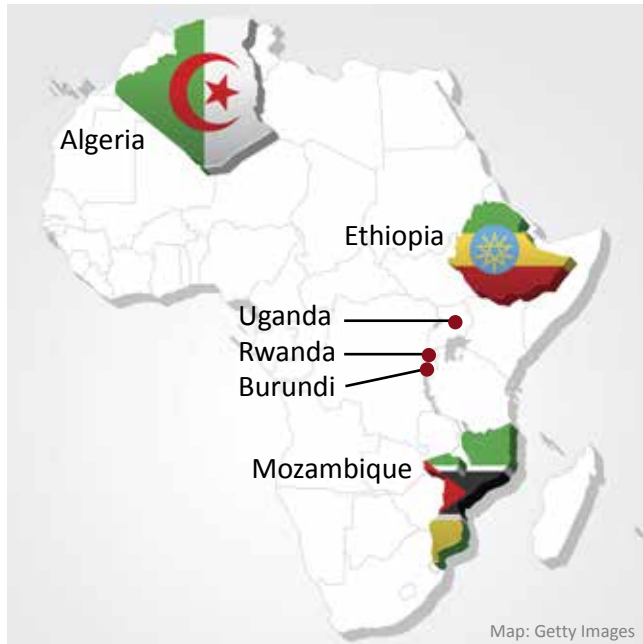 Algeria
Ethiopia
Uganda
Rwanda
Burundi
Mozambique
Map: Getty Images